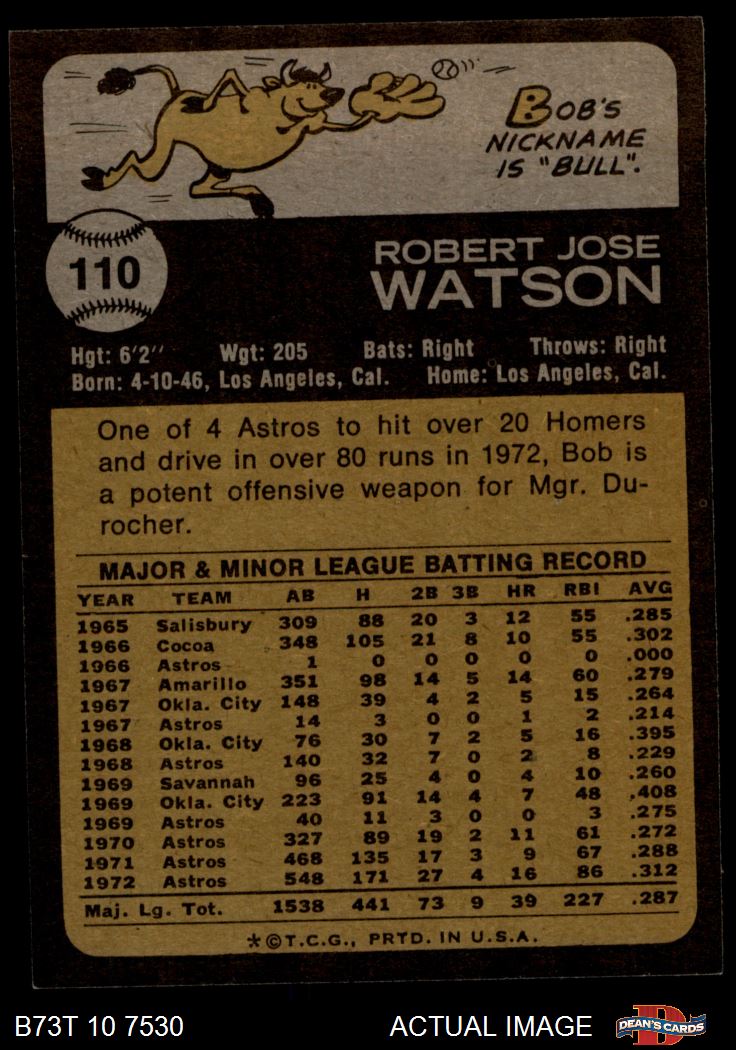 BOB'S
NICKNAME
IS "BULL".
110
ROBERT JOSE
WATSON
Hgt: 6'2" Wgt: 205 Bats: Right Throws: Right
Born: 4-10-46, Los Angeles, Cal. Home: Los Angeles, Cal.
One of 4 Astros to hit over 20 Homers
and drive in over 80 runs in 1972, Bob is
a potent offensive weapon for Mgr. Du-
rocher.
MAJOR & MINOR LEAGUE BATTING RECORD
YEAR TEAM AB H 2B 3B HR RBI AVG
1965 Salisbury 309 88 20 3 12 55 .285
1966 Cocoa 348 105 21 8 10 55 .302
1966 Astros 1 0 0 0 0 0 .000
1967 Amarillo 351 98 14 5 14 60 .279
1967 Okla. City 148 39 4 2 5 15 .264
1967 Astros 14 3 0 0 1 2 .214
1968 Okla. City 76 30 7 2 5 16 .395
1968 Astros 140 32 7 0 2 8 .229
1969 Savannah 96 25 4 0 4 10 .260
1969 Okla. City 223 91 14 4 7 48 .408
1969 Astros 40 11 3 0 0 3 .275
1970 Astros 327 89 19 2 11 61 .272
1971 Astros 468 135 17 3 9 67 .288
1972 Astros 548 171 27 4 16 86 .312
Maj. Lg. Tot. 1538 441 73 9 39 227 .287
*©T.C.G., PRTD. IN U.S.A.
B73T 10 7530 ACTUAL IMAGE D DEAN'S CARDS